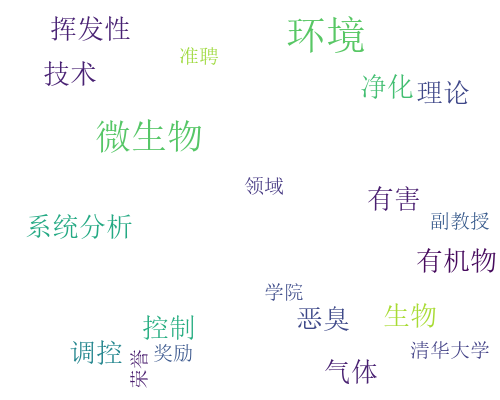 挥发性
环境
准聘
技术
净化
理论
微生物
领域
有害
副教授
系统分析
有机物
学院
恶臭
生物
控制
调控
奖励
荣誉
清华大学
气体